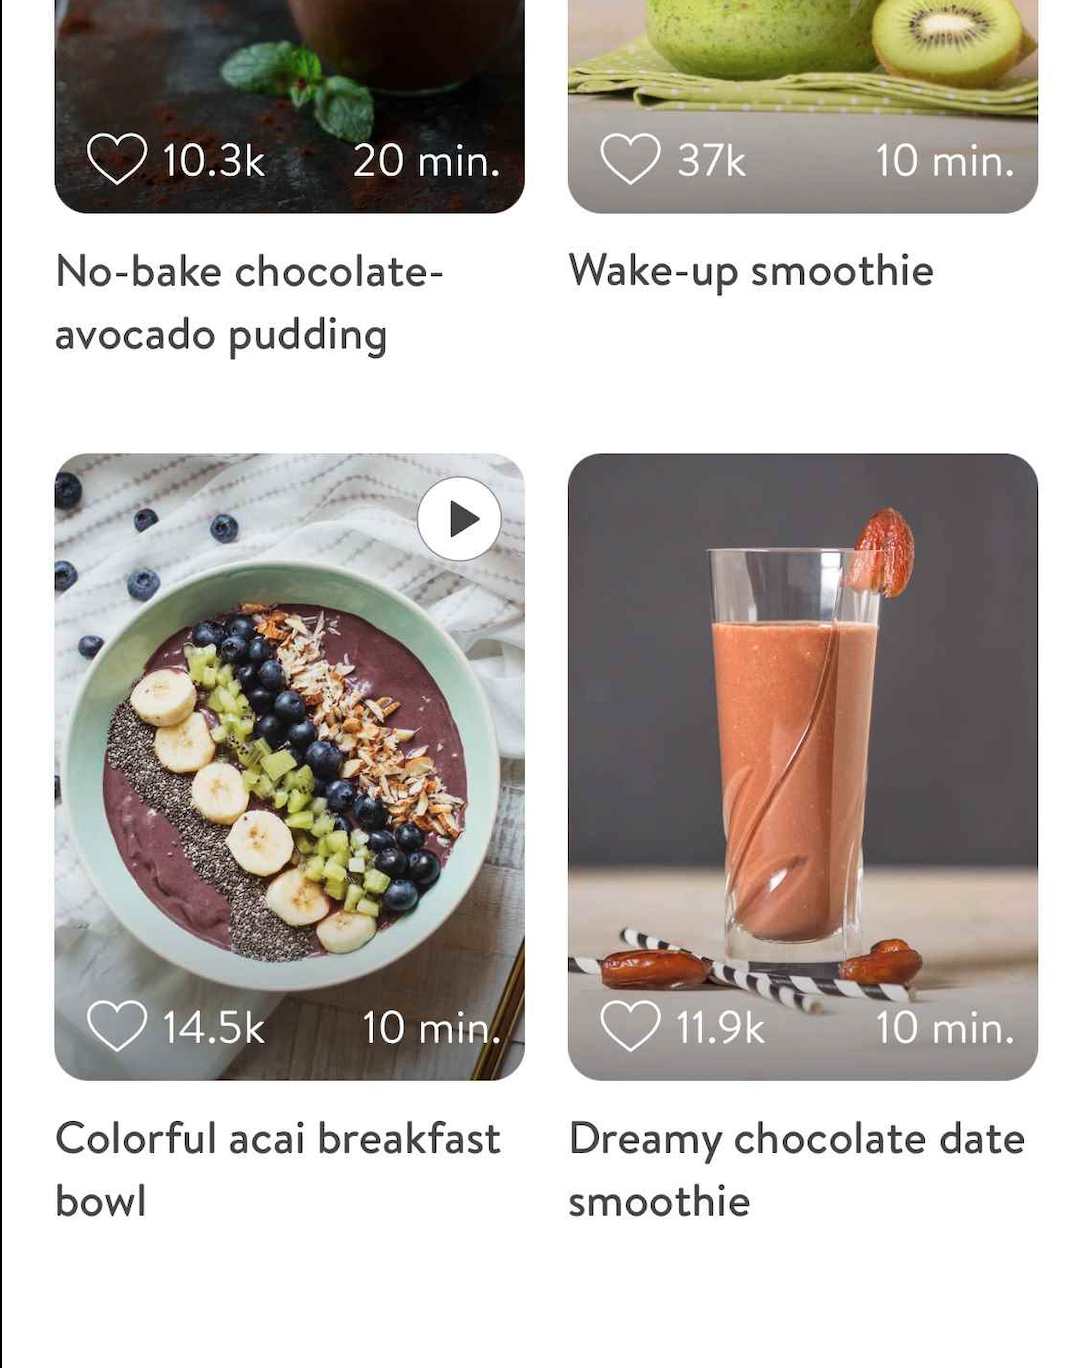 10.3k 20 min.
37k 10 min.
No-bake chocolate-
avocado pudding
Wake-up smoothie
14.5k 10 min.
11.9k 10 min.
Colorful acai breakfast
bowl
Dreamy chocolate date
smoothie